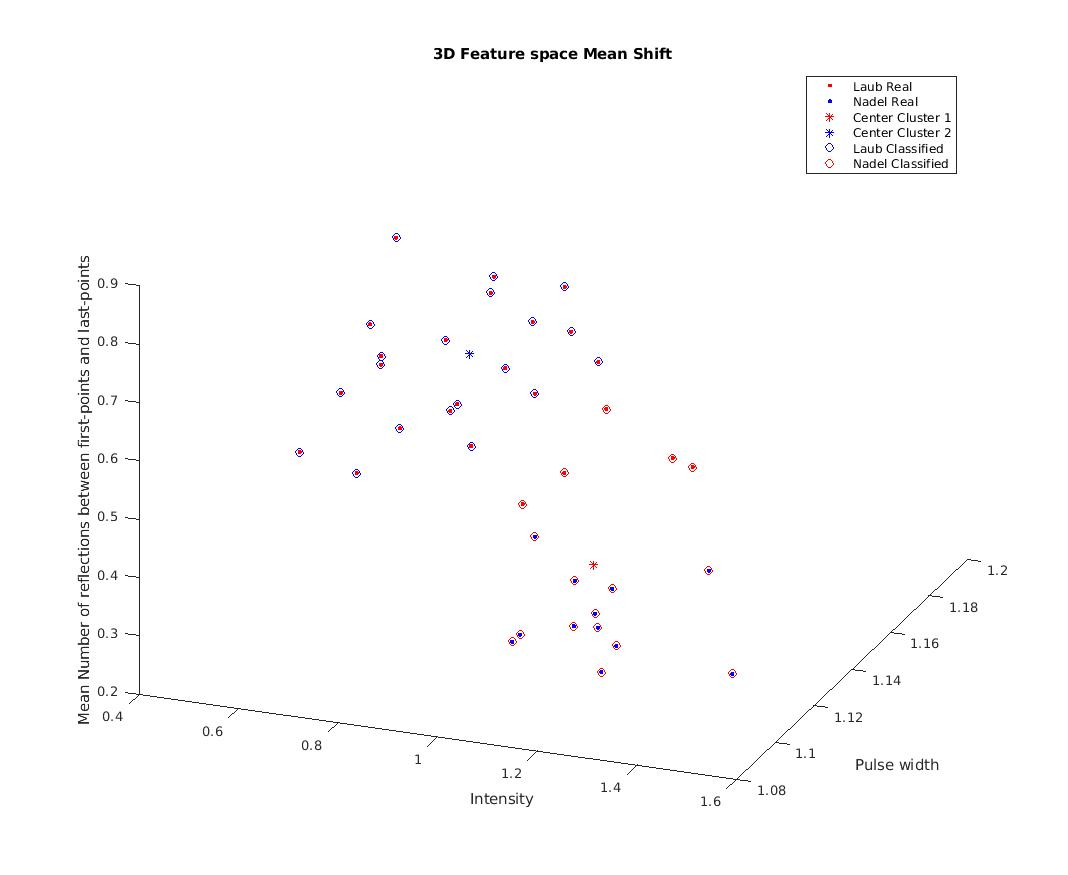 3D Feature space Mean Shift
Laub Real
Nadel Real
Center Cluster 1
Center Cluster 2
Laub Classified
Nadel Classified
Mean Number of reflections between first-points and last-points
0.9
0.8
0.7
0.6
0.5
0.4
0.3
0.2
0.4
0.6
0.8
1
1.2
1.4
1.6
Intensity
1.2
1.18
1.16
1.14
1.12
1.1
1.08
Pulse width